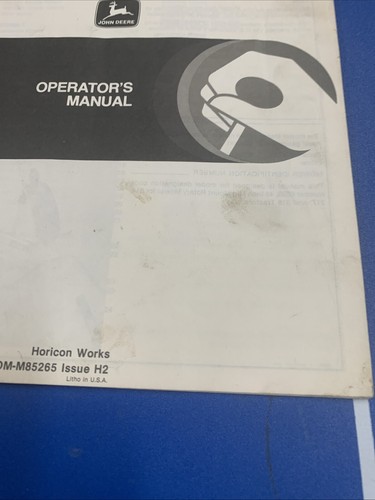 JOHN DEERE
OPERATOR'S
MANUAL
Horicon Works
OM-M85265 Issue H2
Litho in U.S.A.